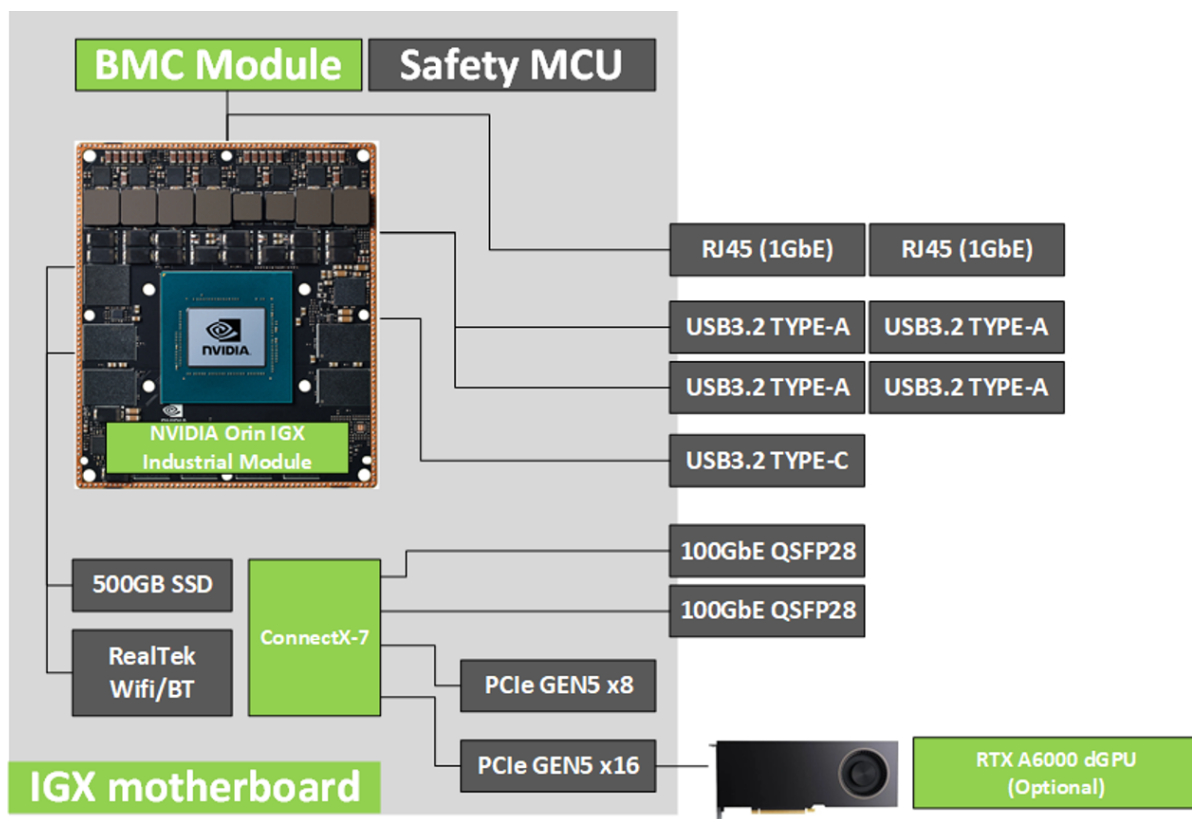 BMC Module
Safety MCU
RJ45 (1GbE)
RJ45 (1GbE)
NVIDIA
USB3.2 TYPE-A
USB3.2 TYPE-A
USB3.2 TYPE-A
USB3.2 TYPE-A
NVIDIA Orin IGX
Industrial Module
USB3.2 TYPE-C
100GbE QSFP28
500GB SSD
100GbE QSFP28
ConnectX-7
RealTek
Wifi/BT
PCIe GEN5 x8
PCIe GEN5 x16
RTX A6000 dGPU
(Optional)
IGX motherboard